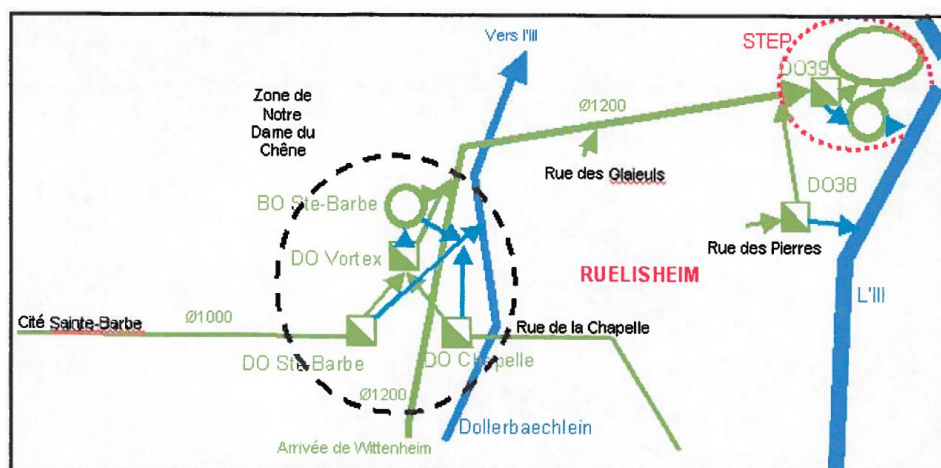 Vers l'Ill
STEP
DO39
Zone de
Notre
Dame du
Chêne
Ø1200
Rue des Glaieuls
DO38
BO Ste-Barbe
Rue des Pierres
DO Vortex
RUELISHEIM
L'Ill
Cité Sainte-Barbe
Ø1000
Rue de la Chapelle
DO Ste-Barbe
DO Chapelle
Ø1200
Dollerbaechlein
Arrivée de Wittenheim